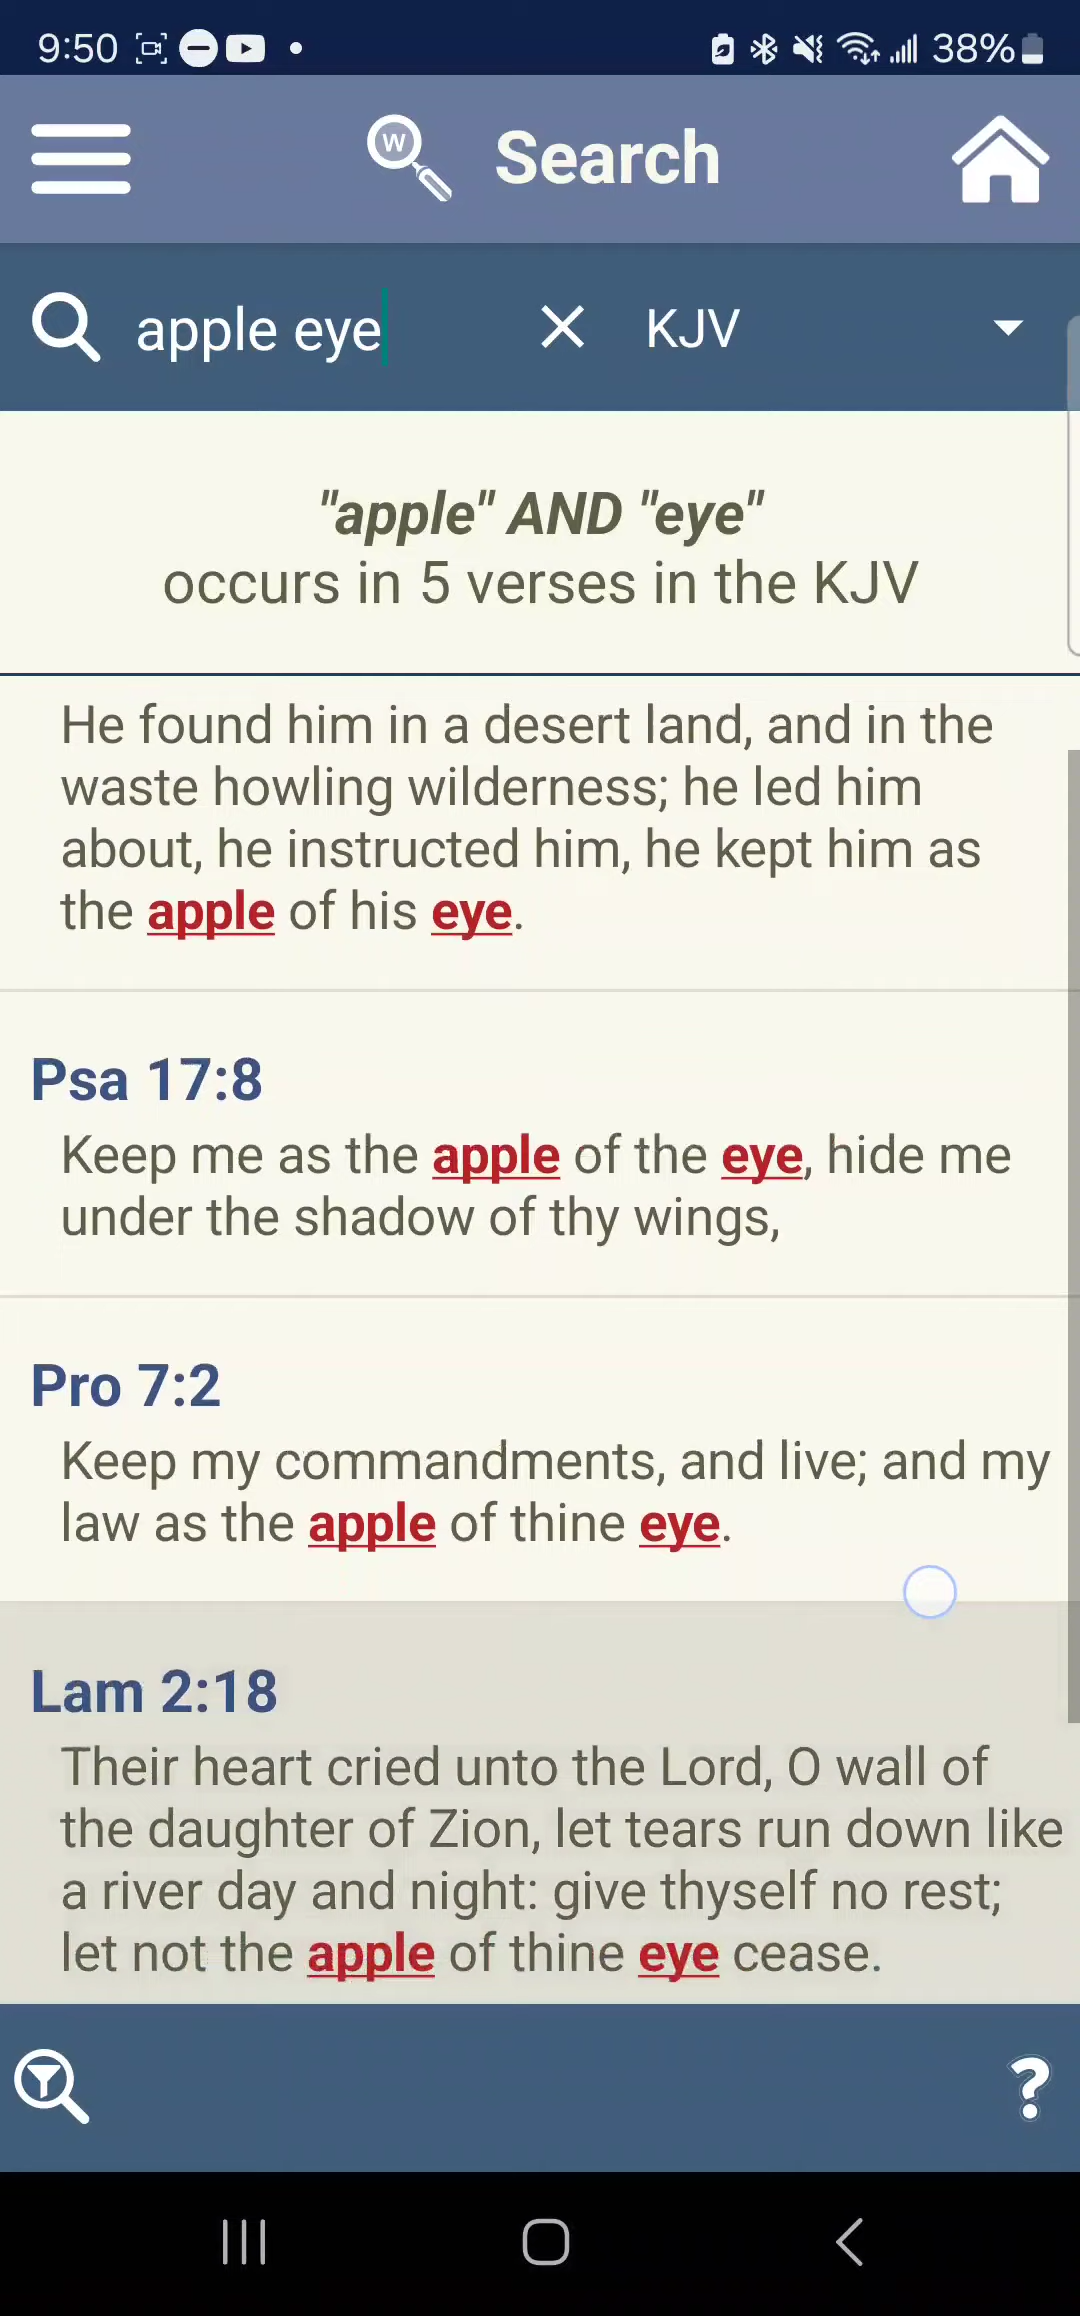 9:50
38%
W
Search
apple eye
KJV
"apple" AND "eye"
occurs in 5 verses in the KJV
He found him in a desert land, and in the
waste howling wilderness; he led him
about, he instructed him, he kept him as
the apple of his eye.
Psa 17:8
Keep me as the apple of the eye, hide me
under the shadow of thy wings,
Pro 7:2
Keep my commandments, and live; and my
law as the apple of thine eye.
Lam 2:18
Their heart cried unto the Lord, O wall of
the daughter of Zion, let tears run down like
a river day and night: give thyself no rest;
let not the apple of thine eye cease.
?